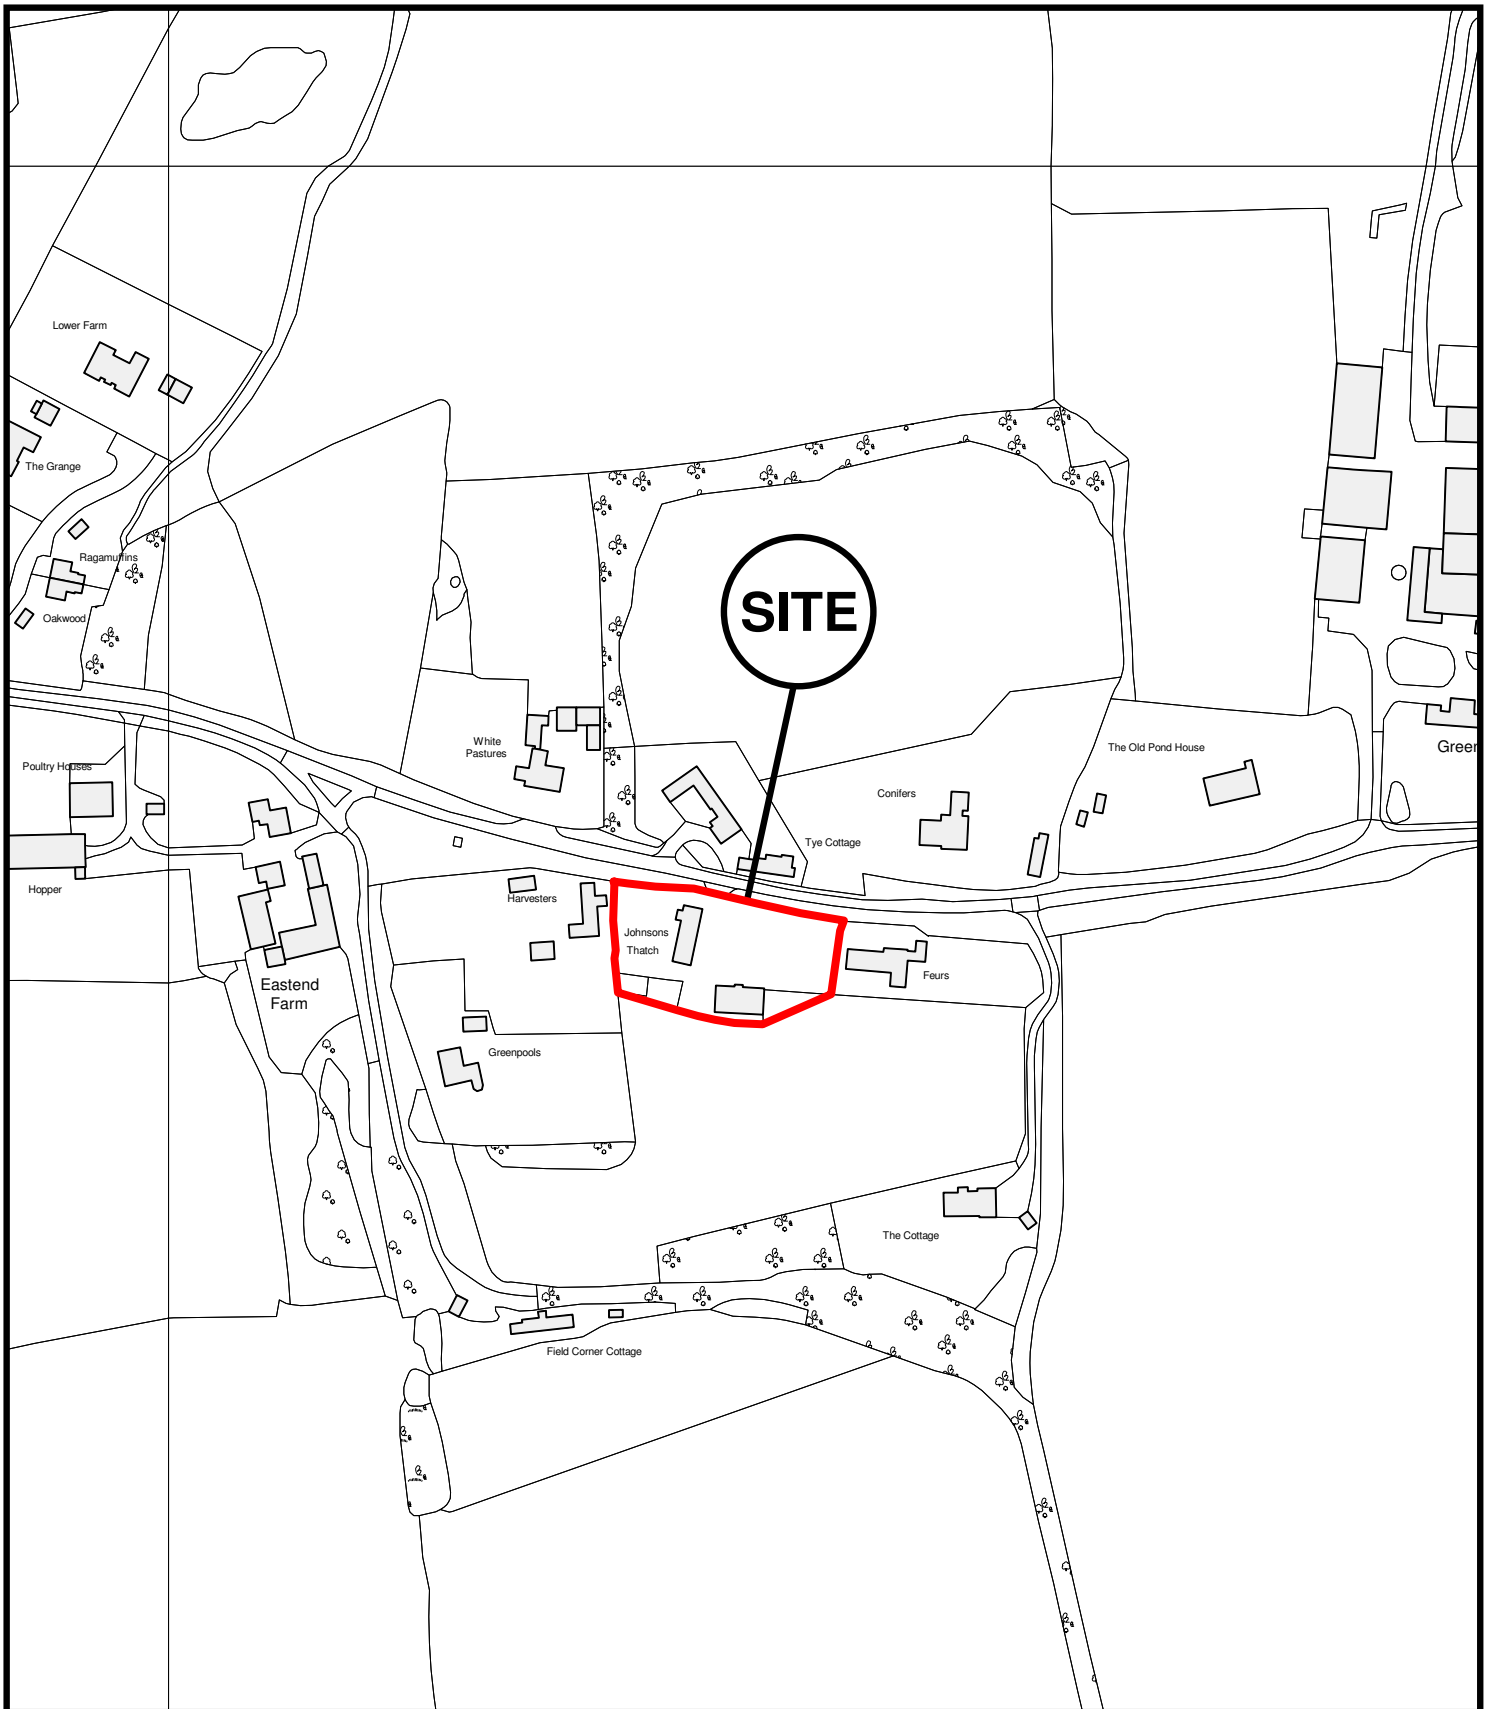 Lower Farm
The Grange
Ragamuffins
Oakwood
SITE
White
Pastures
The Old Pond House
Green
Poultry Houses
Conifers
Tye Cottage
Hopper
Harvesters
Johnsons
Thatch
Feurs
Eastend
Farm
Greenpools
The Cottage
Field Corner Cottage